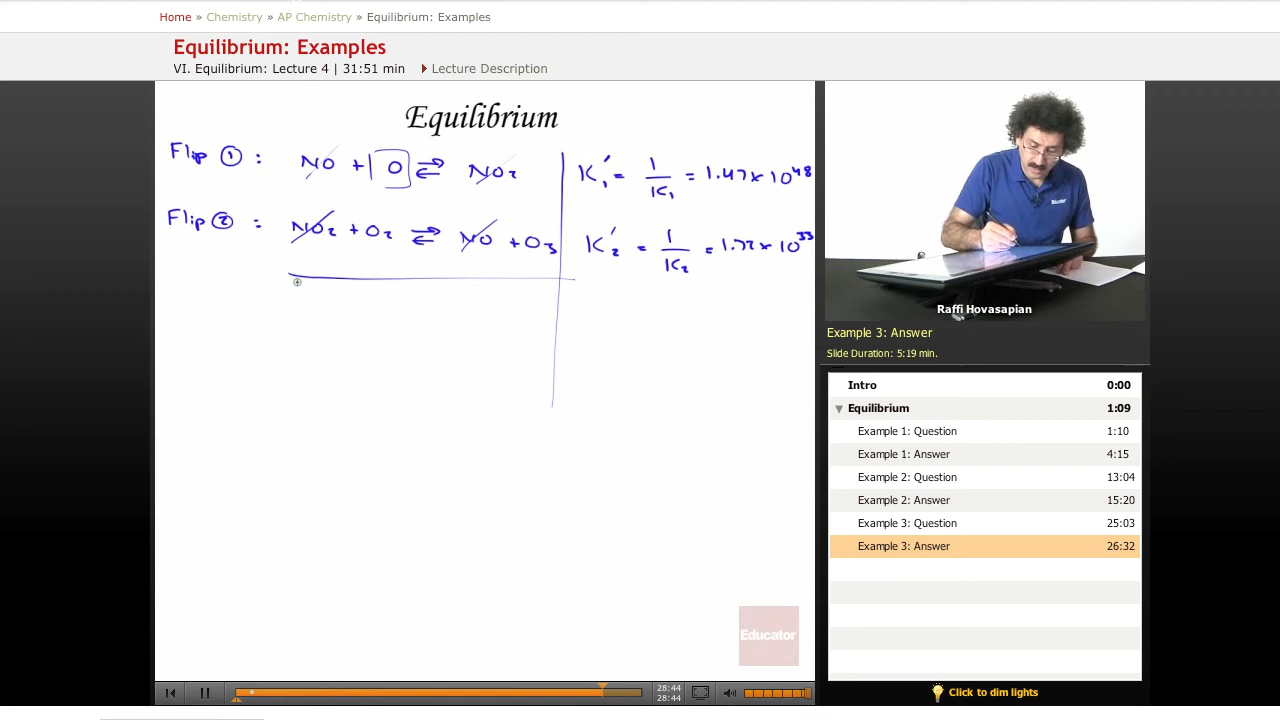 Home » Chemistry » AP Chemistry » Equilibrium: Examples
Equilibrium: Examples
VI. Equilibrium: Lecture 4 | 31:51 min
Lecture Description
Equilibrium
Flip ① : NO + O ⇌ NO₂ K₁′ = 1/K₁ = 1.47 × 10⁴⁸
Flip ② : NO₂ + O₂ ⇌ NO + O₃ K₂′ = 1/K₂ = 1.72 × 10³³
Educator
Raffi Hovasapian
Example 3: Answer
Slide Duration: 5:19 min.
Intro 0:00
Equilibrium 1:09
Example 1: Question 1:10
Example 1: Answer 4:15
Example 2: Question 13:04
Example 2: Answer 15:20
Example 3: Question 25:03
Example 3: Answer 26:32
Educator
28:44
28:44
Click to dim lights